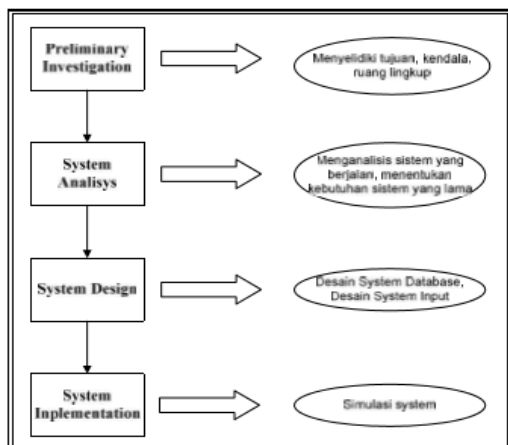 Preliminary
Investigation
Menyelidiki tujuan, kendala,
ruang lingkup
System
Analisys
Menganalisis sistem yang
berjalan, menentukan
kebutuhan sistem yang lama
System Design
Desain System Database,
Desain System Input
System
Inplementation
Simulasi system